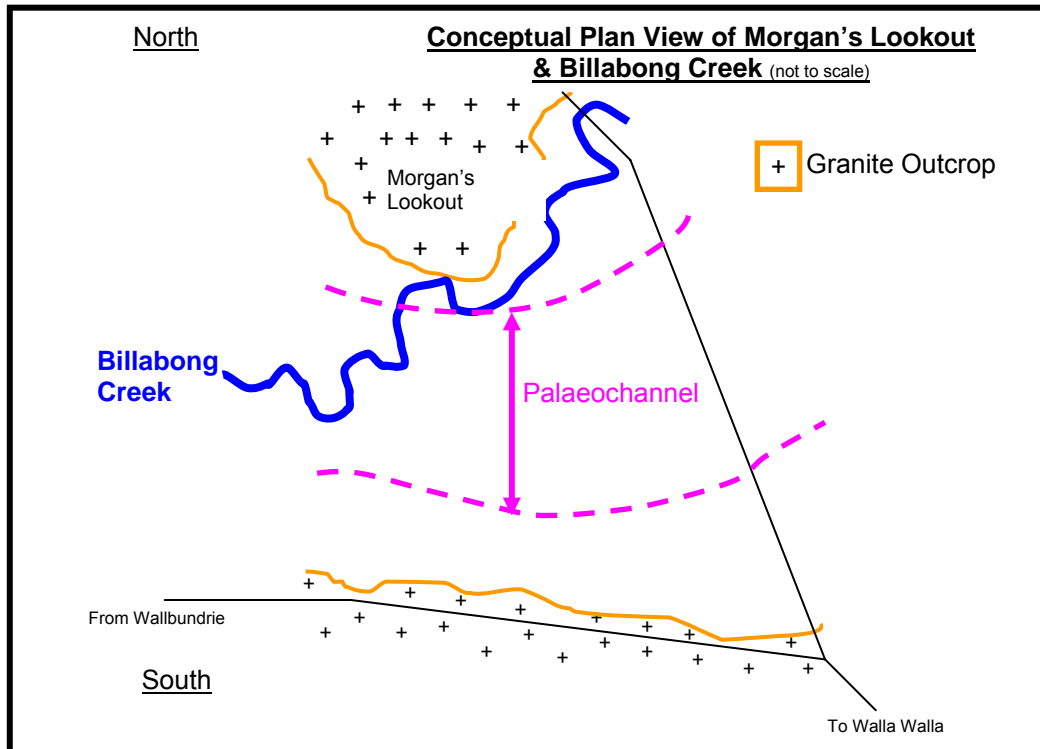 North
Conceptual Plan View of Morgan's Lookout
& Billabong Creek (not to scale)
Granite Outcrop
Morgan's
Lookout
Billabong
Creek
Palaeochannel
From Wallbundrie
South
To Walla Walla